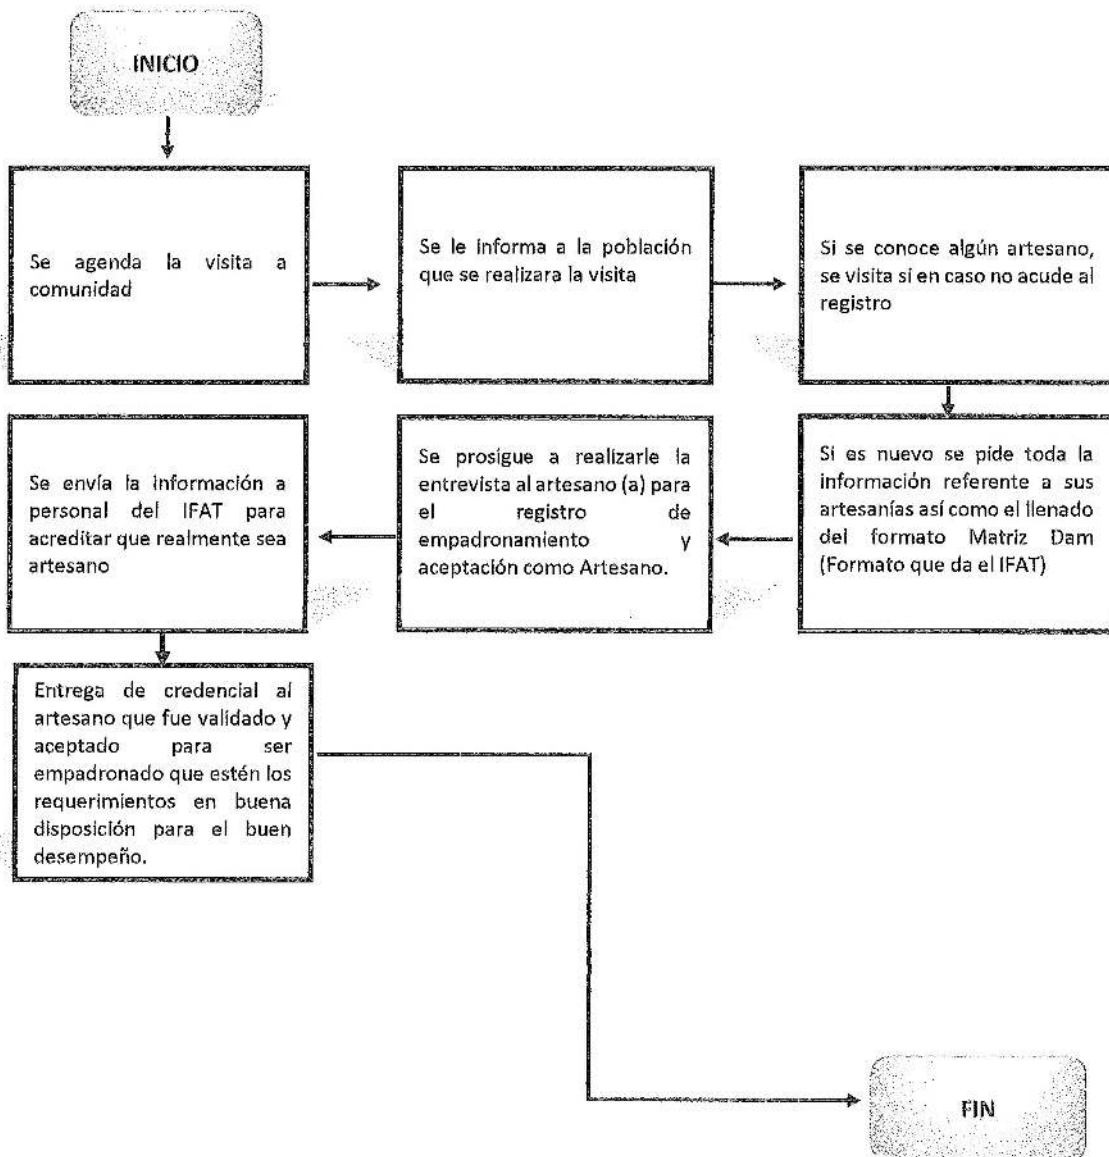 INICIO
Se agenda la visita a
comunidad
Se le informa a la población
que se realizara la visita
Si se conoce algún artesano,
se visita si en caso no acude al
registro
Si es nuevo se pide toda la
información referente a sus
artesanías así como el llenado
del formato Matriz Dam
(Formato que da el IFAT)
Se prosigue a realizarle la
entrevista al artesano (a) para
el registro de
empadronamiento y
aceptación como Artesano.
Se envía la información a
personal del IFAT para
acreditar que realmente sea
artesano
Entrega de credencial al
artesano que fue validado y
aceptado para ser
empadronado que estén los
requerimientos en buena
disposición para el buen
desempeño.
FIN